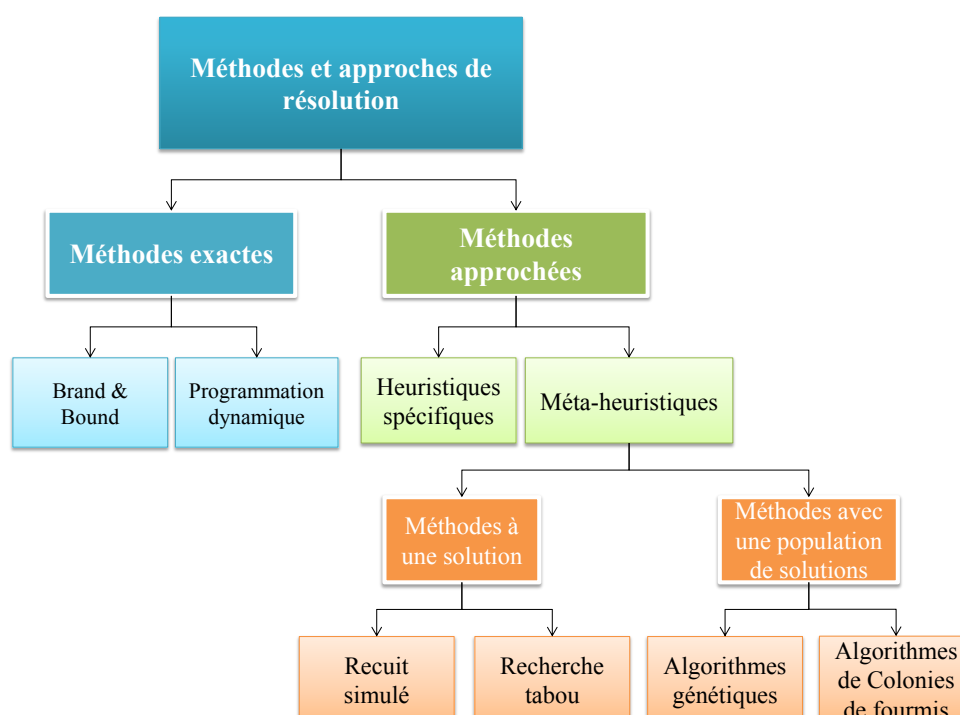 Méthodes et approches de
résolution
Méthodes exactes
Méthodes
approchées
Brand &
Bound
Programmation
dynamique
Heuristiques
spécifiques
Méta-heuristiques
Méthodes à
une solution
Méthodes avec
une population
de solutions
Recuit
simulé
Recherche
tabou
Algorithmes
génétiques
Algorithmes
de Colonies
de fourmis